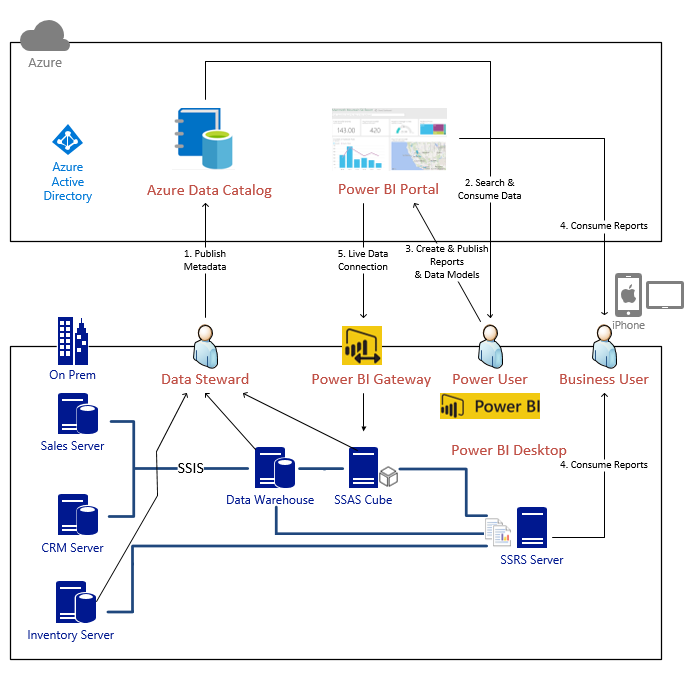 Azure
Azure
Active
Directory
Azure Data Catalog
143.00
420
Power BI Portal
2. Search &
Consume Data
4. Consume Reports
1. Publish
Metadata
5. Live Data
Connection
3. Create & Publish
Reports
& Data Models
iPhone
On Prem
Data Steward
Power BI Gateway
Power User
Business User
Power BI
Sales Server
Power BI Desktop
4. Consume Reports
SSIS
Data Warehouse
SSAS Cube
CRM Server
SSRS Server
Inventory Server